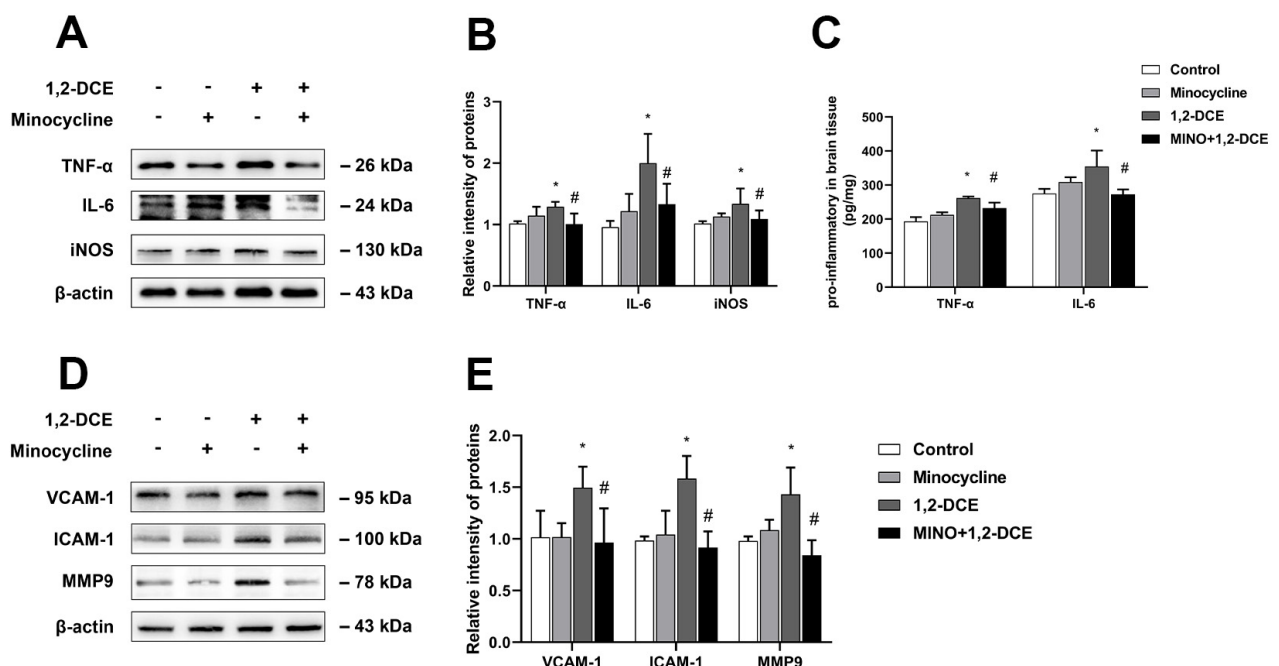 A
1,2-DCE - - + +
Minocycline - + - +
TNF-α – 26 kDa
IL-6 – 24 kDa
iNOS – 130 kDa
β-actin – 43 kDa
B
Relative intensity of proteins
3
2
1
0
* # * # * #
TNF-α IL-6 iNOS
C
pro-inflammatory in brain tissue
(pg/mg)
500
400
300
200
100
0
* # * #
TNF-α IL-6
Control
Minocycline
1,2-DCE
MINO+1,2-DCE
D
1,2-DCE - - + +
Minocycline - + - +
VCAM-1 – 95 kDa
ICAM-1 – 100 kDa
MMP9 – 78 kDa
β-actin – 43 kDa
E
Relative intensity of proteins
2.0
1.5
1.0
0.5
0.0
* # * # * #
VCAM-1 ICAM-1 MMP9
Control
Minocycline
1,2-DCE
MINO+1,2-DCE